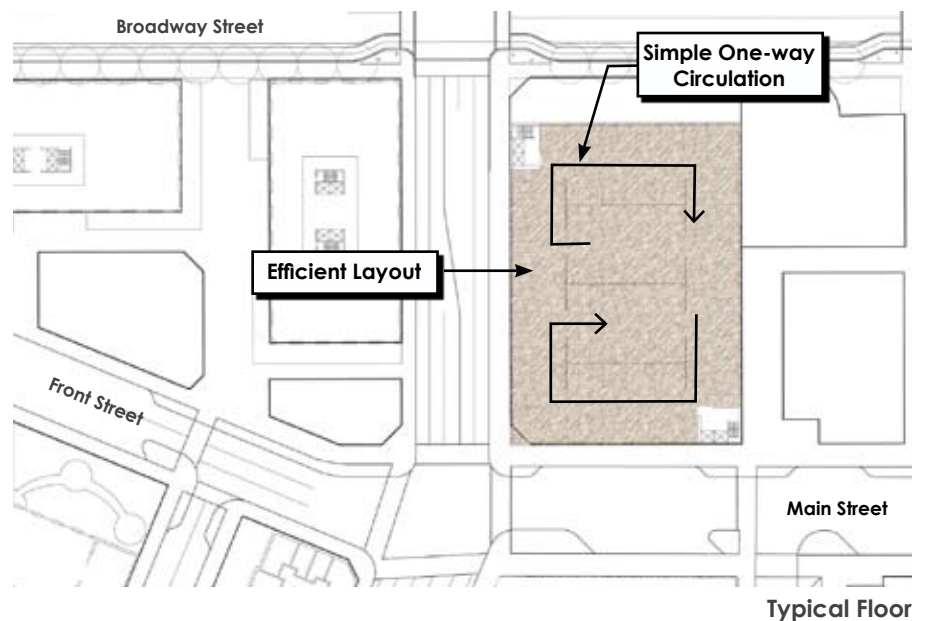 Broadway Street
Simple One-way
Circulation
Efficient Layout
Front Street
Main Street
Typical Floor